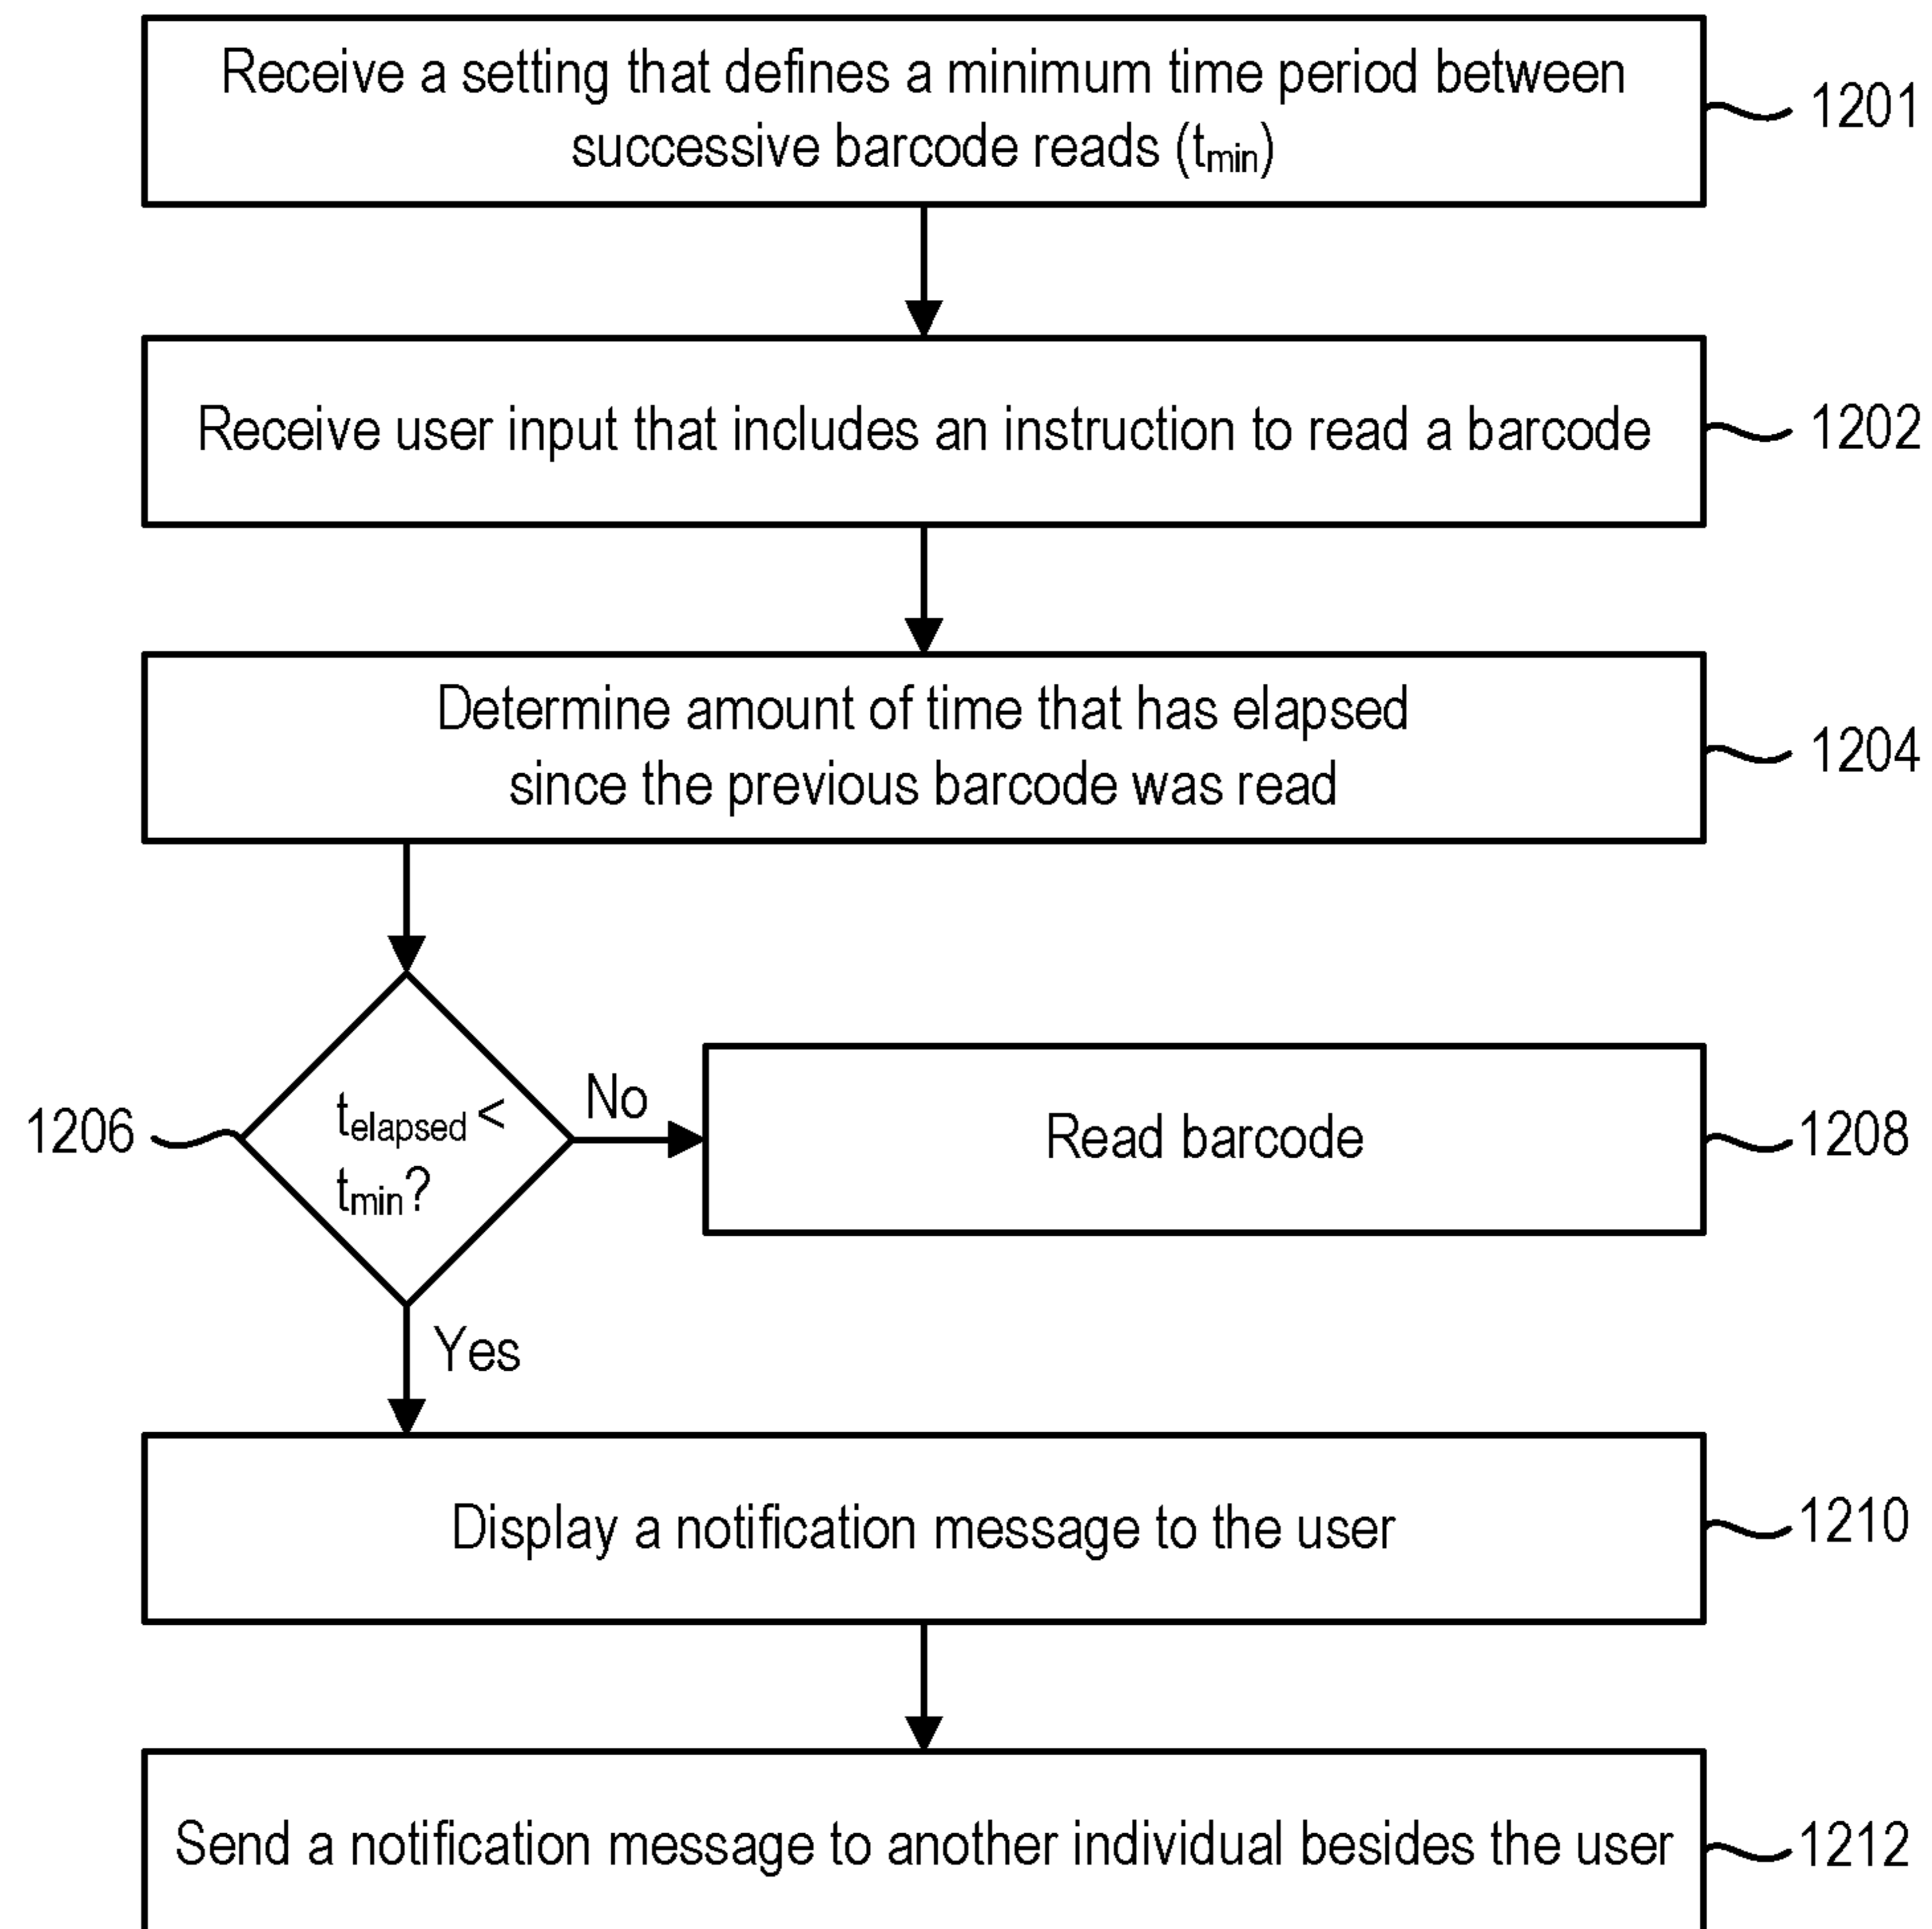 Receive a setting that defines a minimum time period between
successive barcode reads (tmin)
1201
Receive user input that includes an instruction to read a barcode
1202
Determine amount of time that has elapsed
since the previous barcode was read
1204
1206
telapsed <
tmin?
No
Read barcode
1208
Yes
Display a notification message to the user
1210
Send a notification message to another individual besides the user
1212